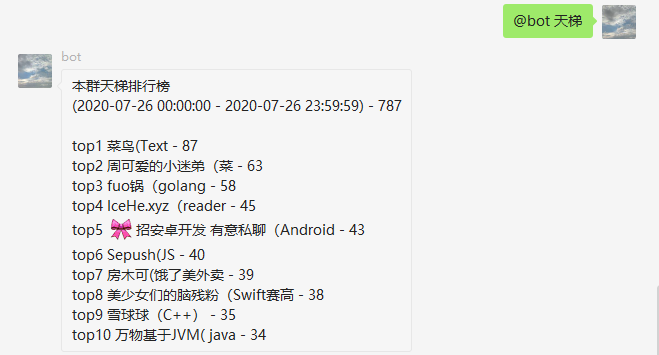 @bot 天梯
bot
本群天梯排行榜
(2020-07-26 00:00:00 - 2020-07-26 23:59:59) - 787
top1 菜鸟(Text - 87
top2 周可爱的小迷弟（菜 - 63
top3 fuo锅（golang - 58
top4 IceHe.xyz（reader - 45
top5 🎀 招安卓开发 有意私聊（Android - 43
top6 Sepush(JS - 40
top7 房木可(饿了美外卖 - 39
top8 美少女们的脑残粉（Swift赛高 - 38
top9 雪球球（C++） - 35
top10 万物基于JVM( java - 34